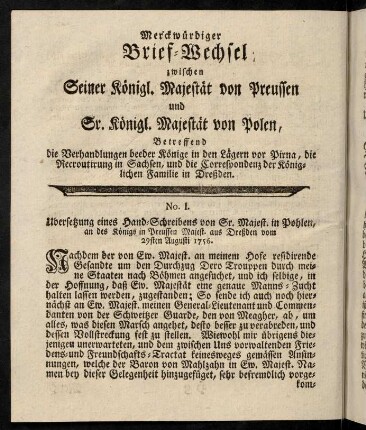 Merckwürdiger
Brief-Wechsel
zwischen
Seiner Königl. Majestät von Preussen
und
Sr. Königl. Majestät von Polen,
Betreffend
die Verhandlungen beeder Könige in den Lägern vor Pirna, die
Recroutirung in Sachsen, und die Correspondenz der König-
lichen Familie in Dreßden.
No. I.
Ubersetzung eines Hand-Schreibens von Sr. Majest. in Pohlen,
an des Königs in Preussen Majest. aus Dreßden vom
29sten Augusti 1756.
Nachdem der von Ew. Majest. an meinem Hofe residirende
Gesandte um den Durchzug Dero Trouppen durch mei-
ne Staaten nach Böhmen angesuchet, und ich selbige, in
der Hoffnung, daß Ew. Majestät eine genaue Manns-Zucht
halten lassen werden, zugestanden; So sende ich auch noch hier-
nächst an Ew. Majest. meinen General-Lieutenant und Commen-
danten von der Schweitzer Guarde, den von Meagher, ab, um
alles, was diesen Marsch angehet, desto besser zu verabreden, und
dessen Vollstreckung fest zu stellen. Wiewohl mir übrigens die-
jenigen unerwarteten, und dem zwischen Uns vorwaltenden Frie-
dens- und Freundschafts-Tractat keinesweges gemässen Ansin-
nungen, welche der Baron von Mahlzahn in Ew. Majest. Na-
men bey dieser Gelegenheit hinzugefüget, sehr befremdlich vorge-
kom-